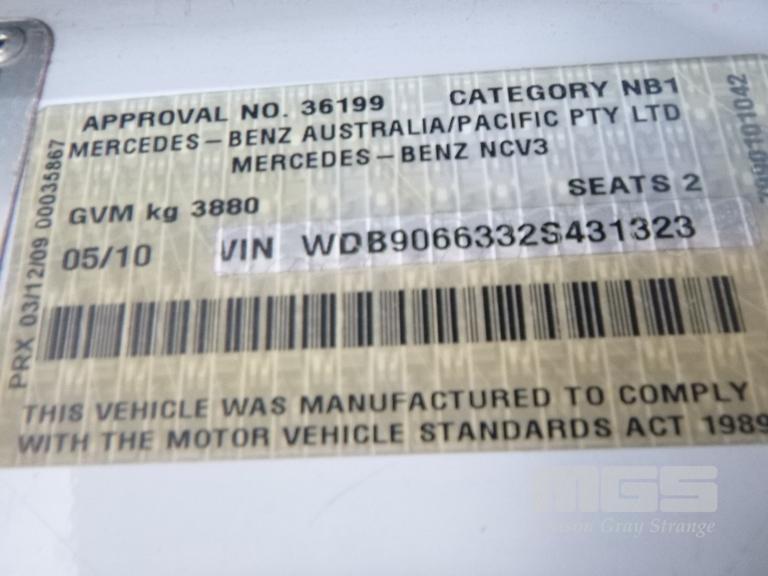 APPROVAL NO. 36199 CATEGORY NB1
MERCEDES-BENZ AUSTRALIA/PACIFIC PTY LTD
MERCEDES-BENZ NCV3
SEATS 2
GVM kg 3880
05/10 VIN WDB9066332S431323
THIS VEHICLE WAS MANUFACTURED TO COMPLY
WITH THE MOTOR VEHICLE STANDARDS ACT 1989
PRX 03/12/09 00035867
MGS
Gray Strange